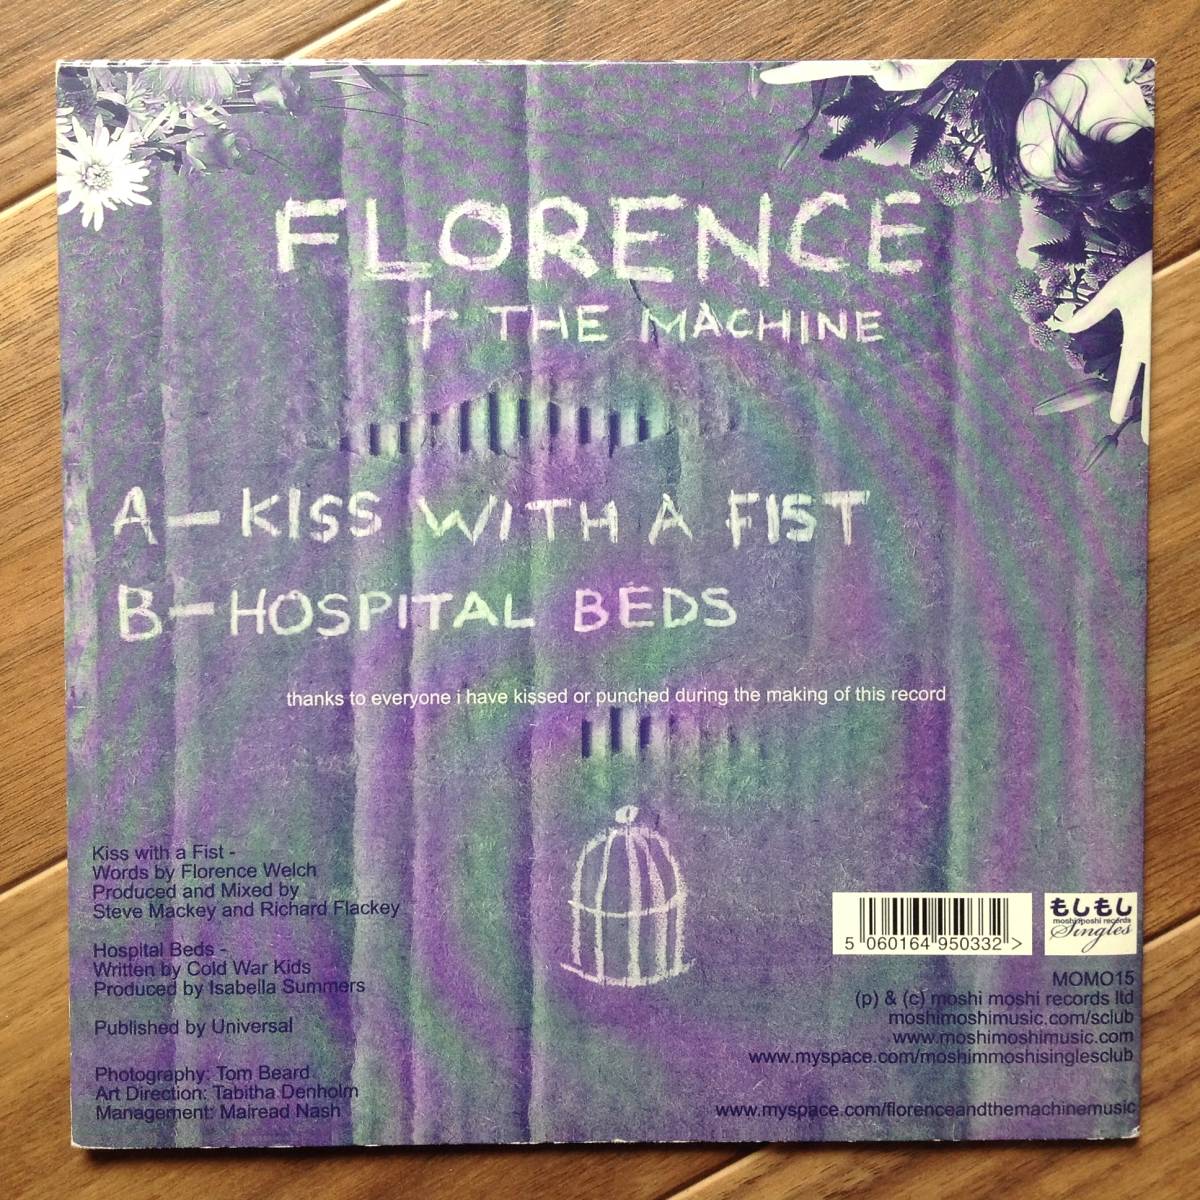 FLORENCE
+ THE MACHINE
A - KISS WITH A FIST
B - HOSPITAL BEDS
thanks to everyone i have kissed or punched during the making of this record
Kiss with a Fist -
Words by Florence Welch
Produced and Mixed by
Steve Mackey and Richard Flackey
Hospital Beds -
Written by Cold War Kids
Produced by Isabella Summers
Published by Universal
Photography: Tom Beard
Art Direction: Tabitha Denholm
Management: Mairead Nash
5 060164 950332 >
もしもし
moshi moshi records
Singles
MOMO15
(p) & (c) moshi moshi records ltd
moshimoshimusic.com/sclub
www.moshimoshimusic.com
www.myspace.com/moshimmoshisinglesclub
www.myspace.com/florenceandthemachinemusic